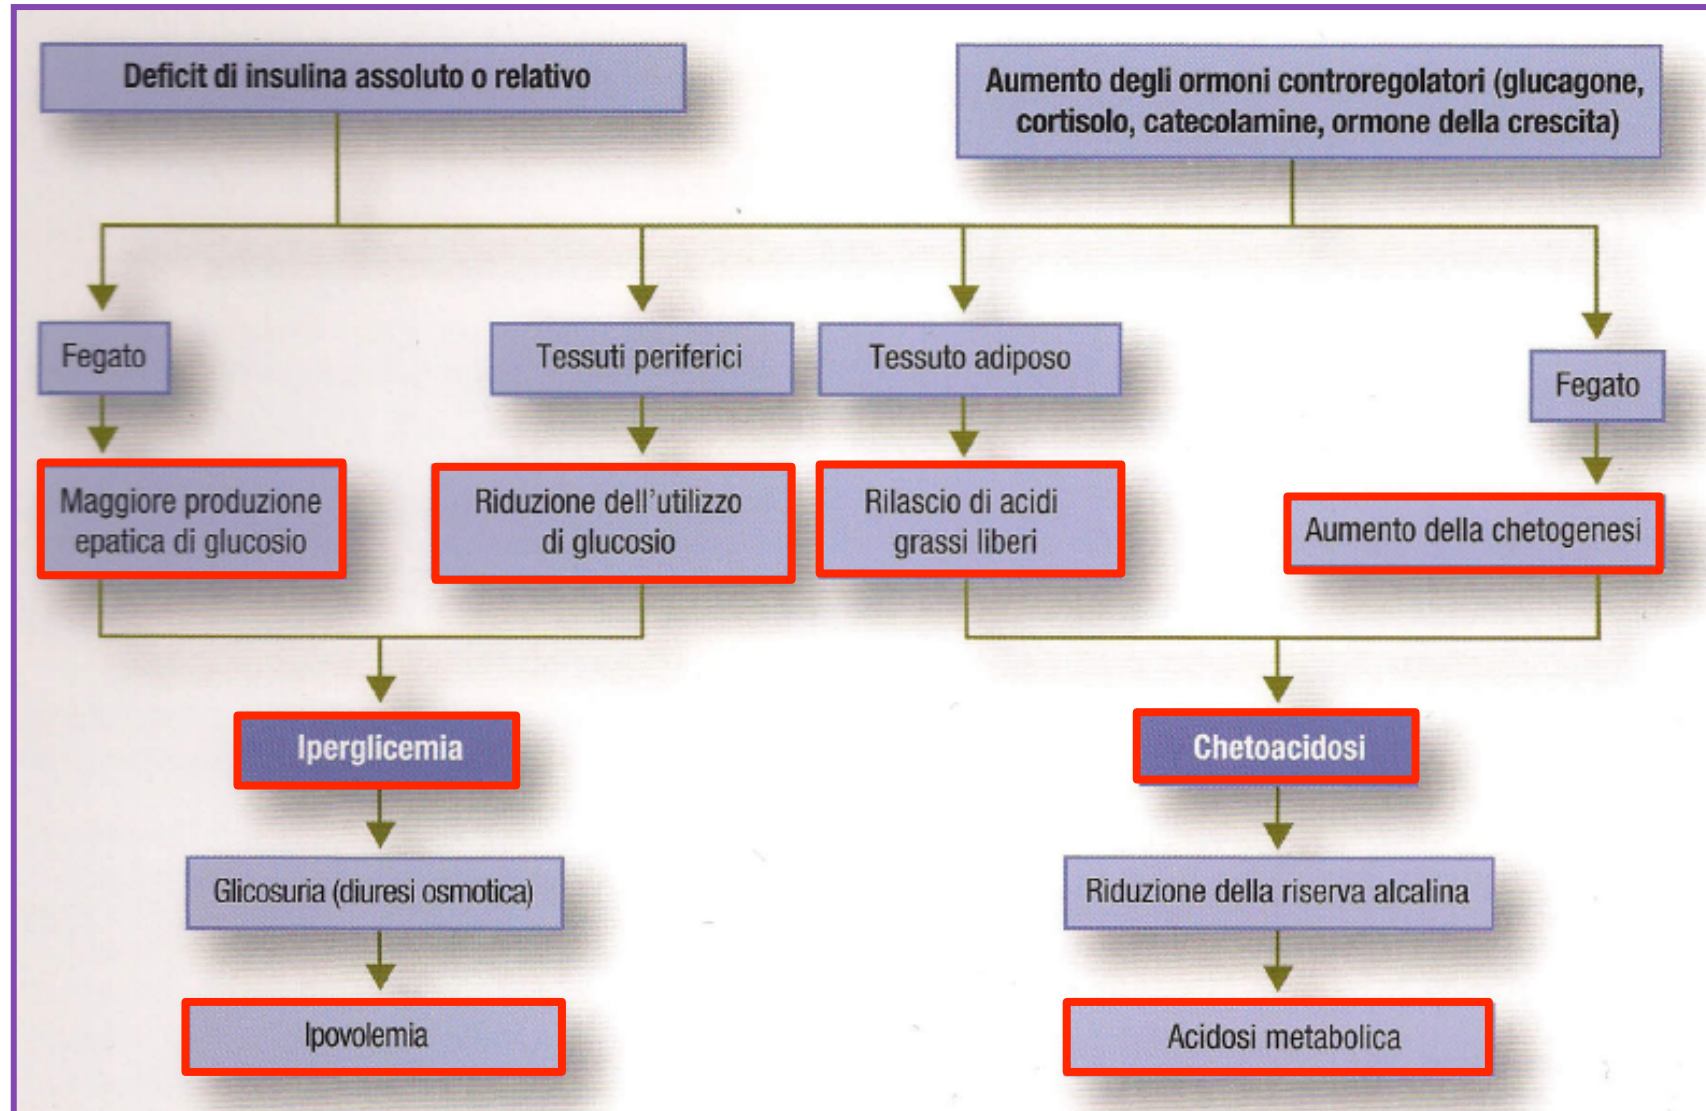 Deficit di insulina assoluto o relativo
Aumento degli ormoni controregolatori (glucagone,
cortisolo, catecolamine, ormone della crescita)
Fegato
Tessuti periferici
Tessuto adiposo
Fegato
Maggiore produzione
epatica di glucosio
Riduzione dell'utilizzo
di glucosio
Rilascio di acidi
grassi liberi
Aumento della chetogenesi
Iperglicemia
Chetoacidosi
Glicosuria (diuresi osmotica)
Riduzione della riserva alcalina
Ipovolemia
Acidosi metabolica